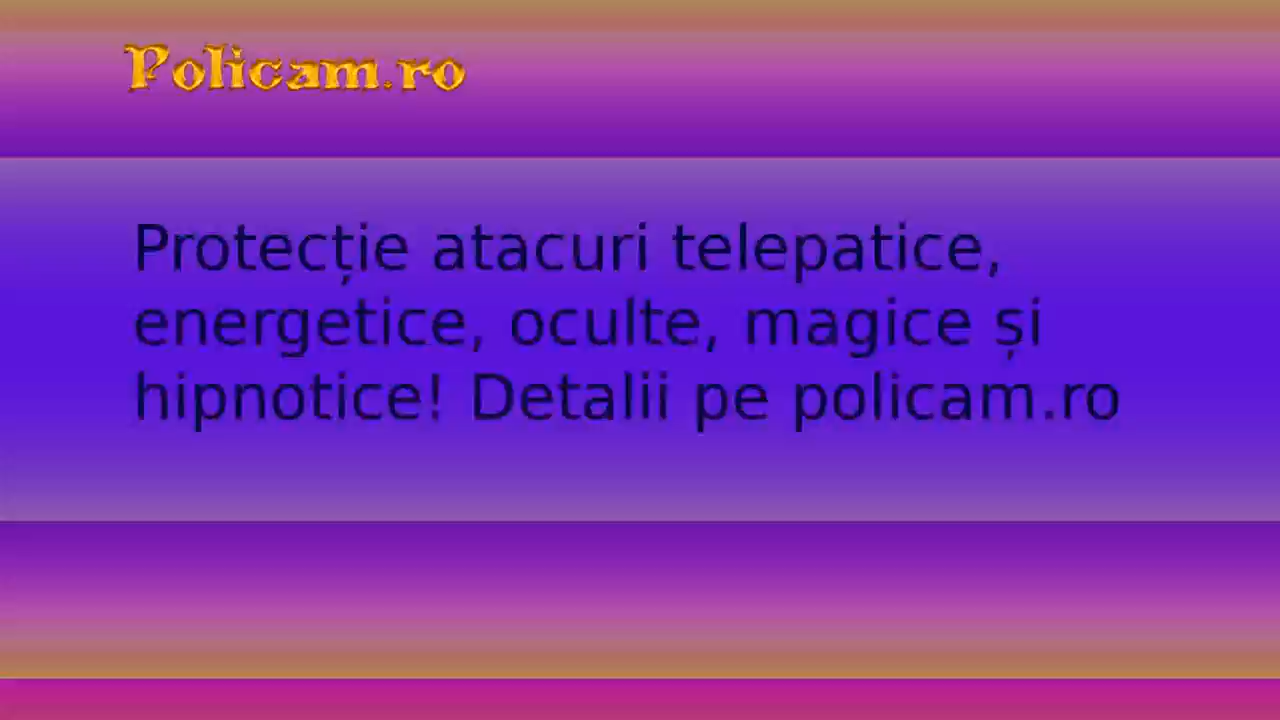 Policam.ro
Protecție atacuri telepatice,
energetice, oculte, magice și
hipnotice! Detalii pe policam.ro